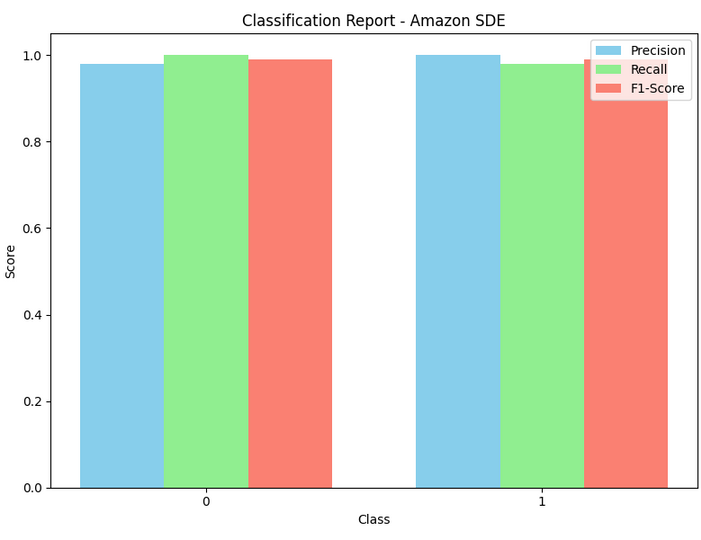 Classification Report - Amazon SDE
Precision
Recall
F1-Score
Score
1.0
0.8
0.6
0.4
0.2
0.0
0
1
Class